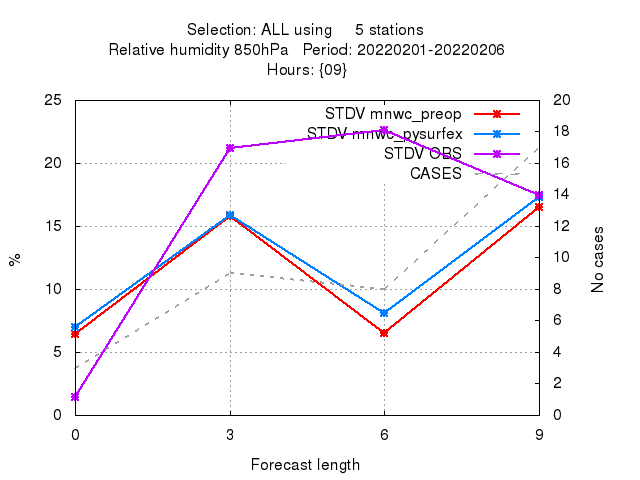 Selection: ALL using 5 stations
Relative humidity 850hPa Period: 20220201-20220206
Hours: {09}
25
20
15
10
5
0
%
20
18
16
14
12
10
8
6
4
2
0
No cases
STDV mnwc_preop
STDV mnwc_pysurfex
STDV OBS
CASES
0 3 6 9
Forecast length